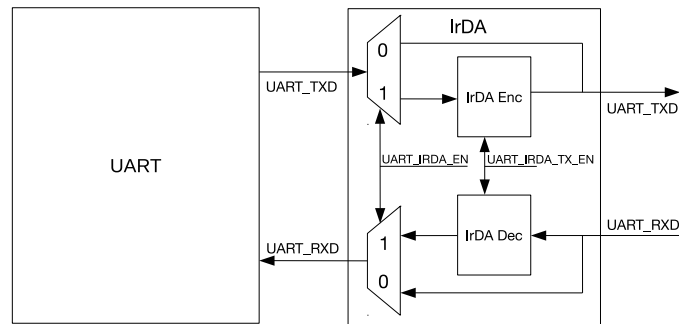 IrDA
0
UART_TXD
1
IrDA Enc
UART_TXD
UART_IRDA_EN
UART_IRDA_TX_EN
UART
UART_RXD
1
IrDA Dec
UART_RXD
0